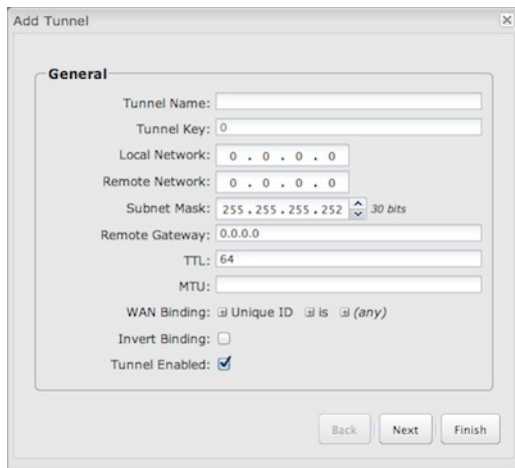 Add Tunnel
General
Tunnel Name:
Tunnel Key: 0
Local Network: 0 . 0 . 0 . 0
Remote Network: 0 . 0 . 0 . 0
Subnet Mask: 255 . 255 . 255 . 252 30 bits
Remote Gateway: 0.0.0.0
TTL: 64
MTU:
WAN Binding: Unique ID is (any)
Invert Binding:
Tunnel Enabled:
Back Next Finish